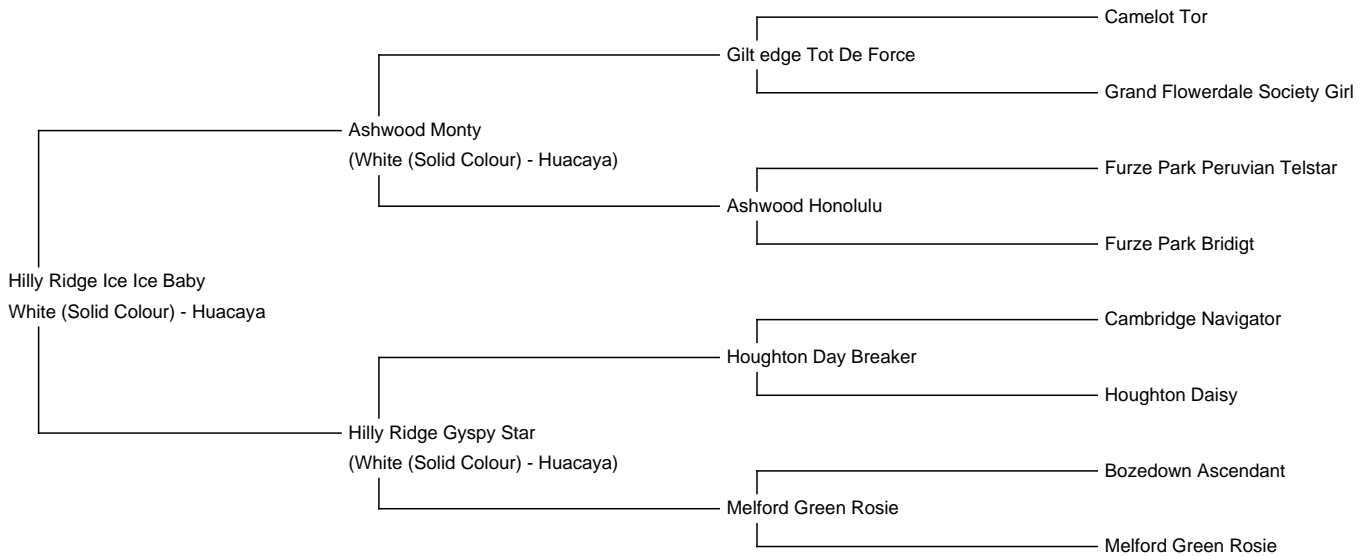 Camelot Tor
Gilt edge Tot De Force
Grand Flowerdale Society Girl
Ashwood Monty
(White (Solid Colour) - Huacaya)
Furze Park Peruvian Telstar
Ashwood Honolulu
Furze Park Bridigt
Hilly Ridge Ice Ice Baby
White (Solid Colour) - Huacaya
Cambridge Navigator
Houghton Day Breaker
Houghton Daisy
Hilly Ridge Gyspy Star
(White (Solid Colour) - Huacaya)
Bozedown Ascendant
Melford Green Rosie
Melford Green Rosie